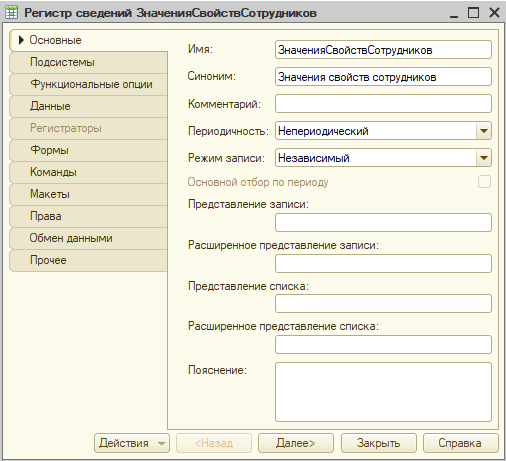 Регистр сведений ЗначенияСвойствСотрудников
Основные
Подсистемы
Функциональные опции
Данные
Регистраторы
Формы
Команды
Макеты
Права
Обмен данными
Прочее
Имя: ЗначенияСвойствСотрудников
Синоним: Значения свойств сотрудников
Комментарий:
Периодичность: Непериодический
Режим записи: Независимый
Основной отбор по периоду
Представление записи:
Расширенное представление записи:
Представление списка:
Расширенное представление списка:
Пояснение:
Действия <Назад Далее> Закрыть Справка